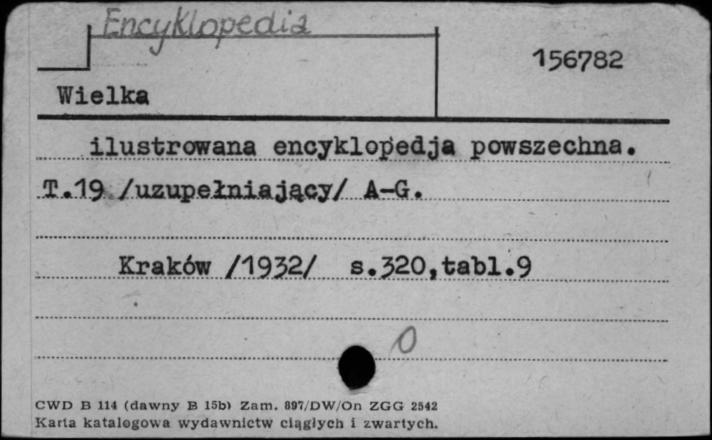 Encyklopedia
156782
Wielka
ilustrowana encyklopedja powszechna.
T.19 /uzupełniający/ A-G.
Kraków /1932/ s.320,tabl.9
0
CWD B 114 (dawny B 15b) Zam. 897/DW/On ZGG 2542
Karta katalogowa wydawnictw ciągłych i zwartych.